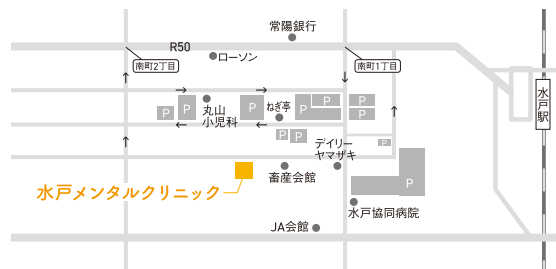 常陽銀行
R50
ローソン
南町2丁目
南町1丁目
水戸駅
丸山
小児科
P
P
P
ねぎ亭
P
P
P
P
P
P
デイリー
ヤマザキ
P
畜産会館
P
水戸メンタルクリニック
水戸協同病院
JA会館